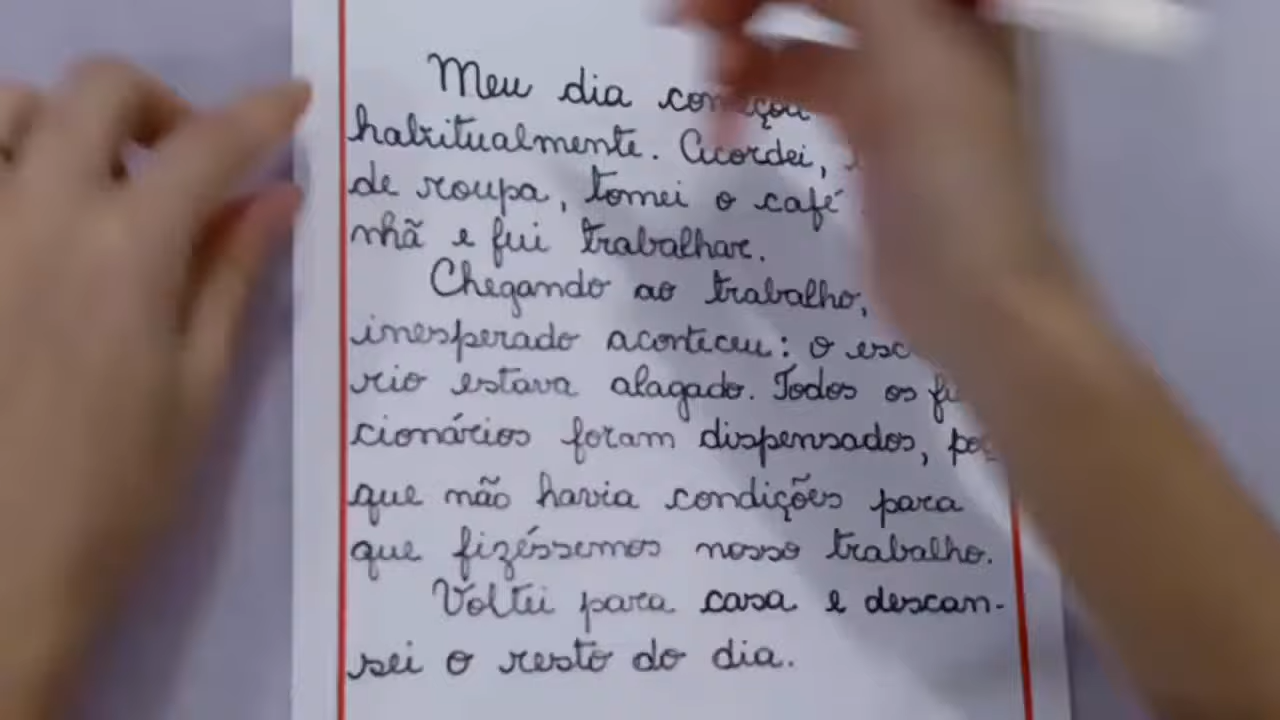 Meu dia começou
habitualmente. Acordei,
de roupa, tomei o café
nhã e fui trabalhar.
Chegando ao trabalho,
inesperado aconteceu: o esc
rio estava alagado. Todos os fu
cionários foram dispensados, por
que não havia condições para
que fizéssemos nosso trabalho.
Voltei para casa e descan-
sei o resto do dia.